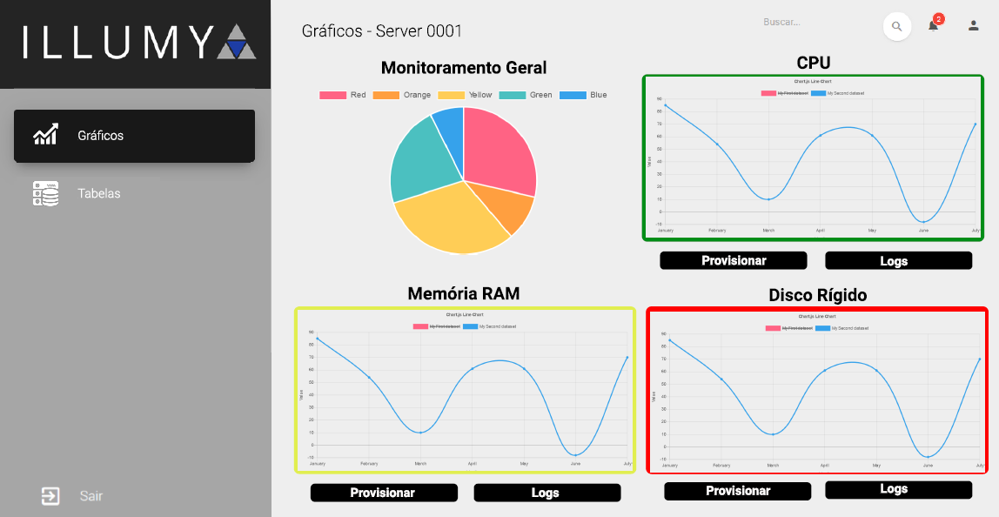 ILLUMY
Gráficos
Tabelas
Sair
Gráficos - Server 0001
Buscar...
2
Monitoramento Geral
Red Orange Yellow Green Blue
CPU
Chart.js Line Chart
My First dataset My Second dataset
Value
90
80
70
60
50
40
30
20
10
0
-10
January February March April May June July
Provisionar
Logs
Memória RAM
Chart.js Line Chart
My First dataset My Second dataset
Value
90
80
70
60
50
40
30
20
10
0
-10
January February March April May June July
Provisionar
Logs
Disco Rígido
Chart.js Line Chart
My First dataset My Second dataset
Value
90
80
70
60
50
40
30
20
10
0
-10
January February March April May June July
Provisionar
Logs